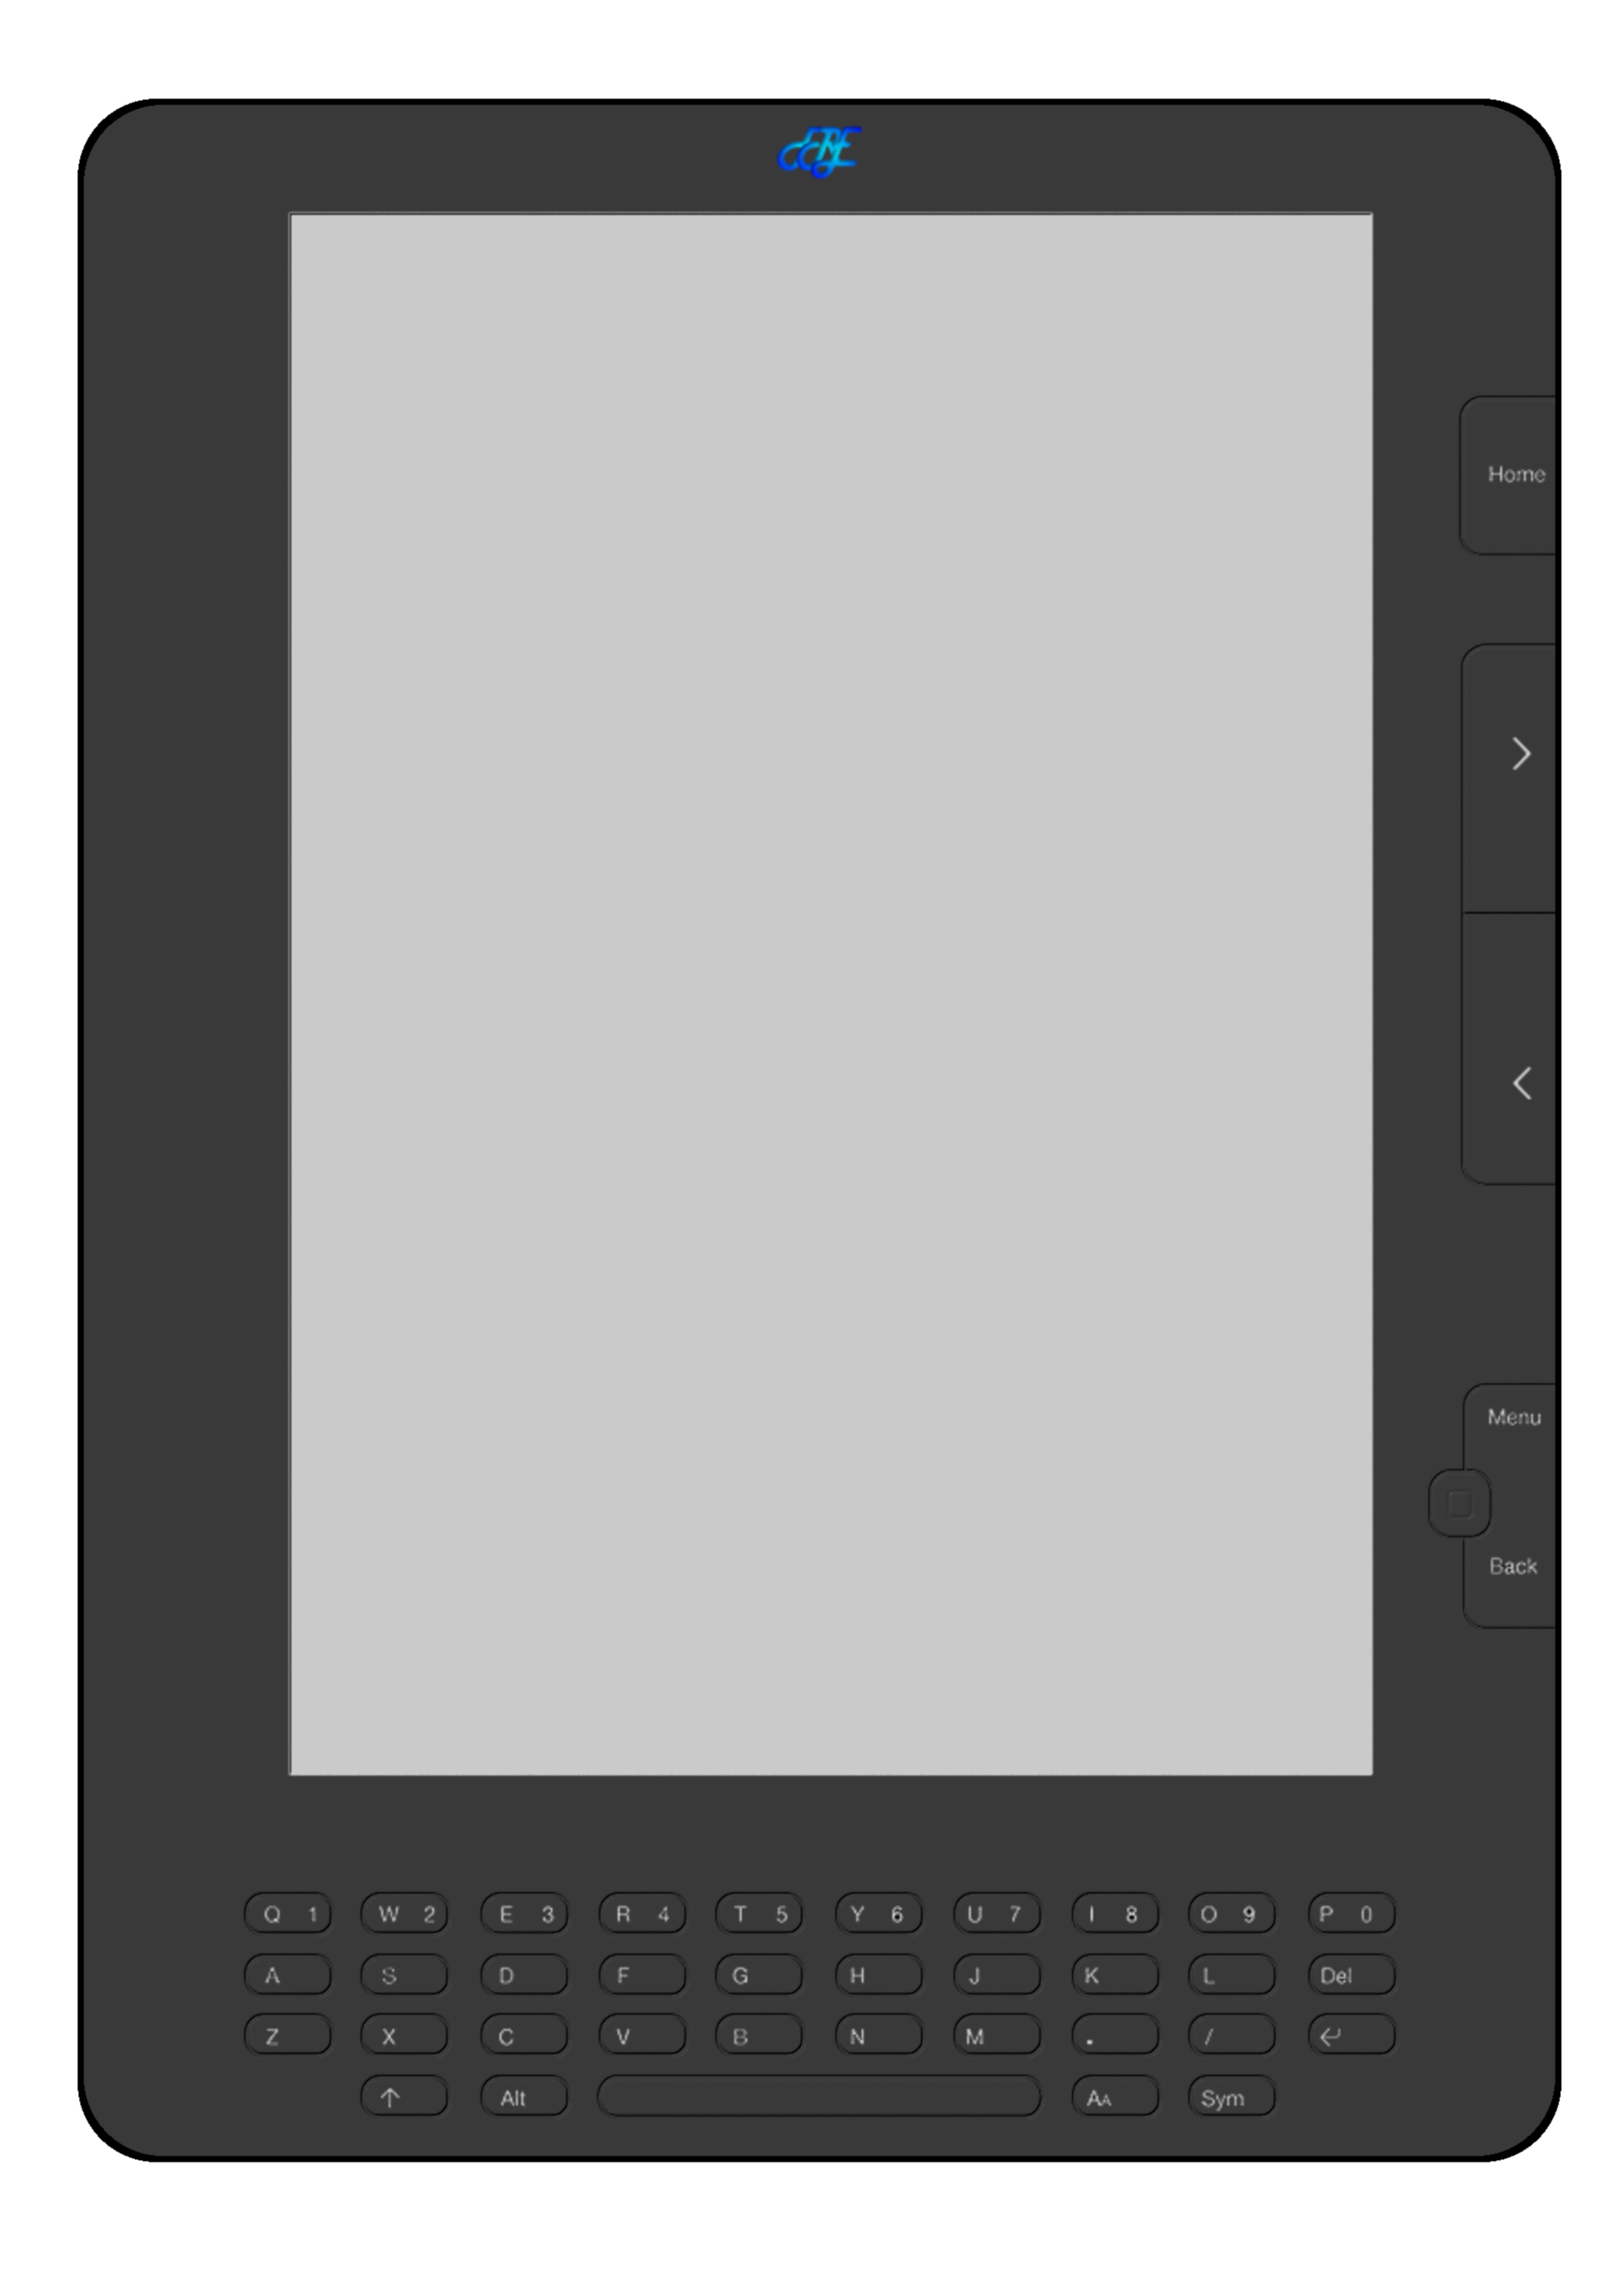 Home
>
<
Menu
Back
Q 1 W 2 E 3 R 4 T 5 Y 6 U 7 I 8 O 9 P 0
A S D F G H J K L Del
Z X C V B N M . / ↵
↑ Alt AA Sym